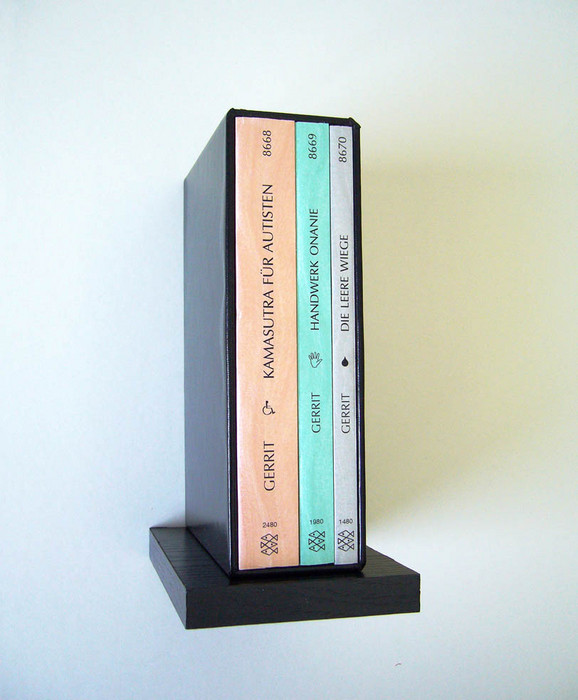 GERRIT KAMASUTRA FÜR AUTISTEN 8668
2480
GERRIT HANDWERK ONANIE 8669
1980
GERRIT DIE LEERE WIEGE 8670
1480